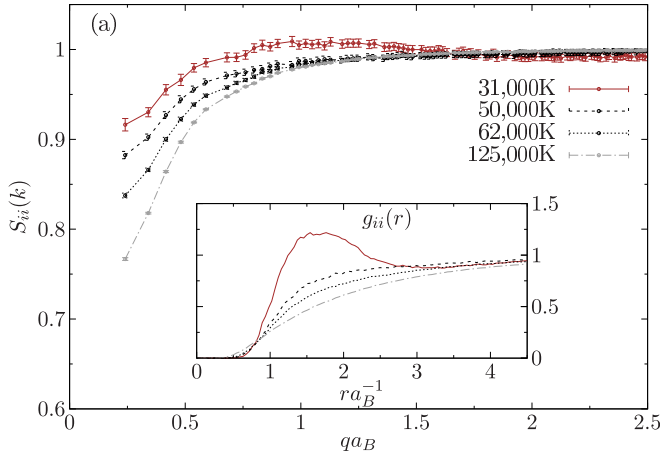 (a)
1
0.9
0.8
0.7
0.6
S_{ii}(k)
31,000K
50,000K
62,000K
125,000K
g_{ii}(r)
1.5
1
0.5
0
0 1 2 3 4
ra_B^{-1}
0 0.5 1 1.5 2 2.5
qa_B